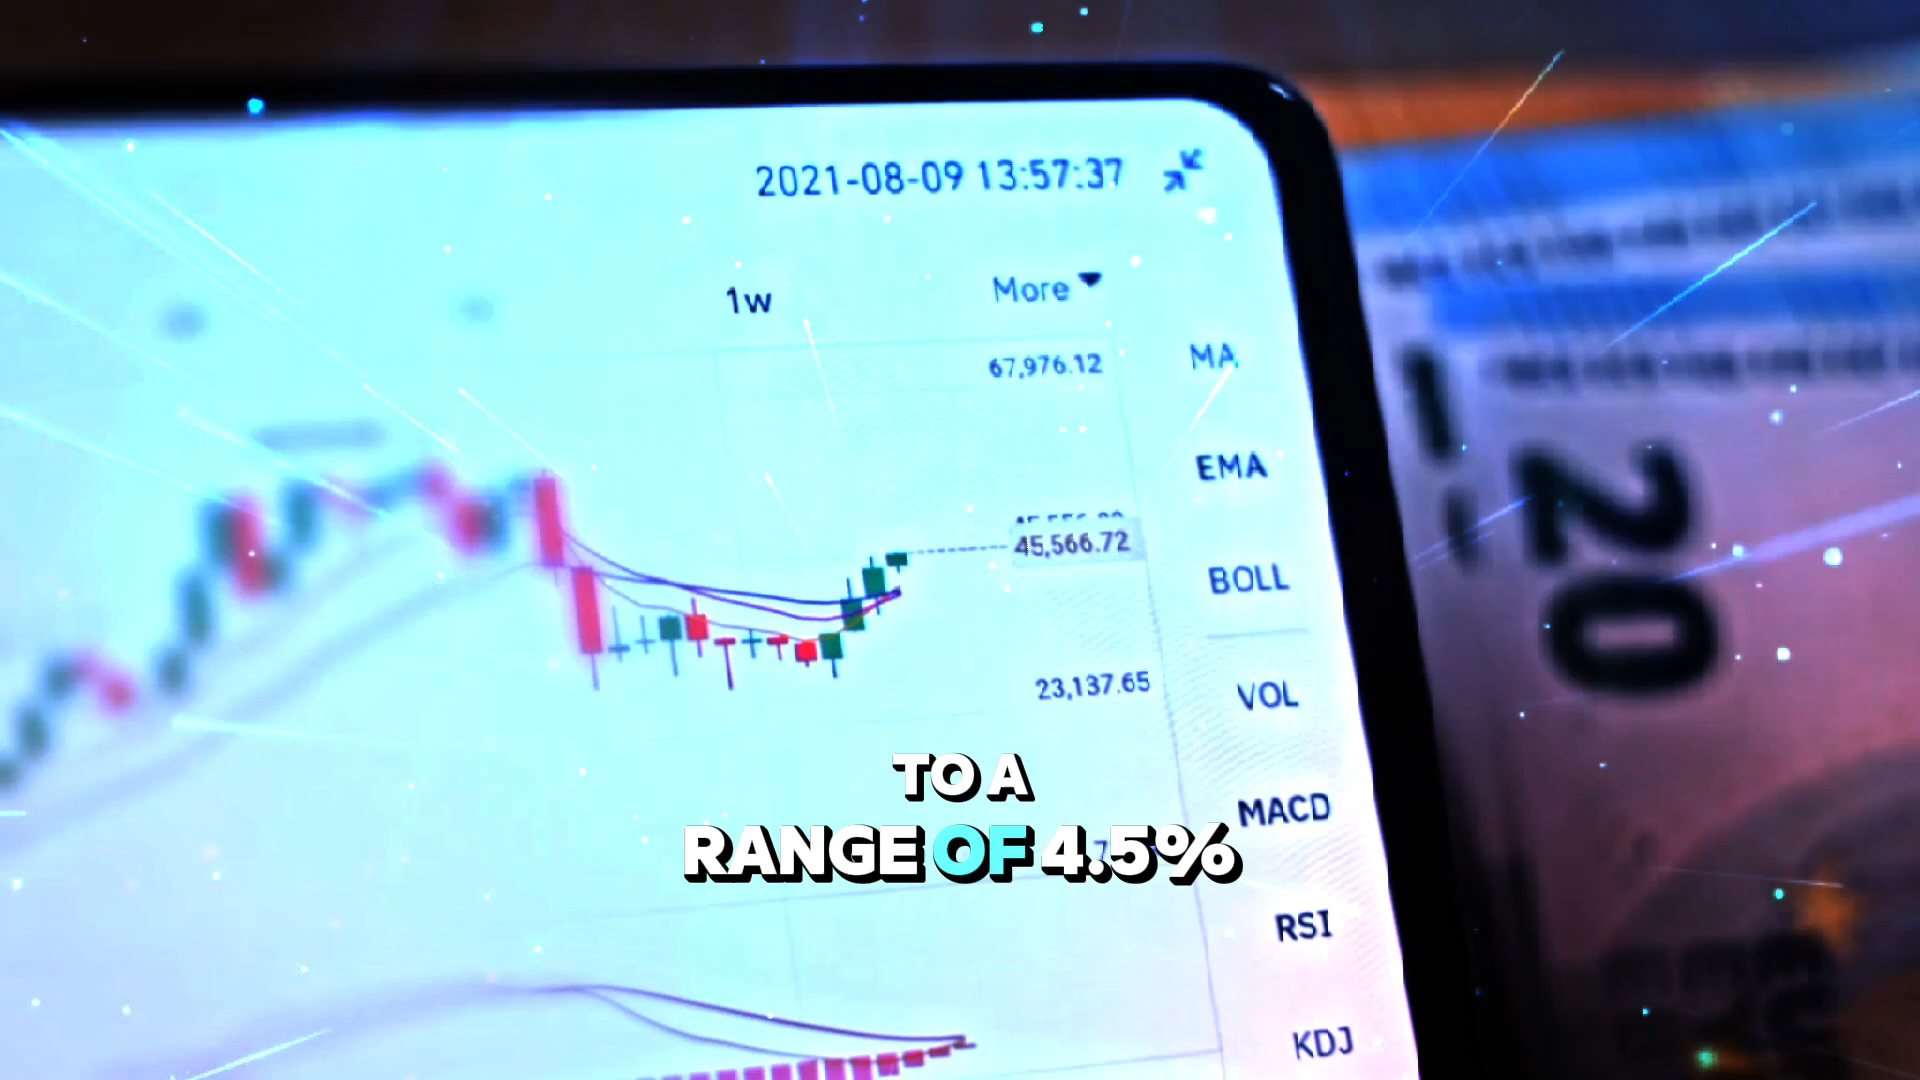 2021-08-09 13:57:37
1w
More
67,976.12
MA
EMA
45,566.72
BOLL
23,137.65
VOL
TO A
MACD
RANGE OF 4.5%
RSI
KDJ
20